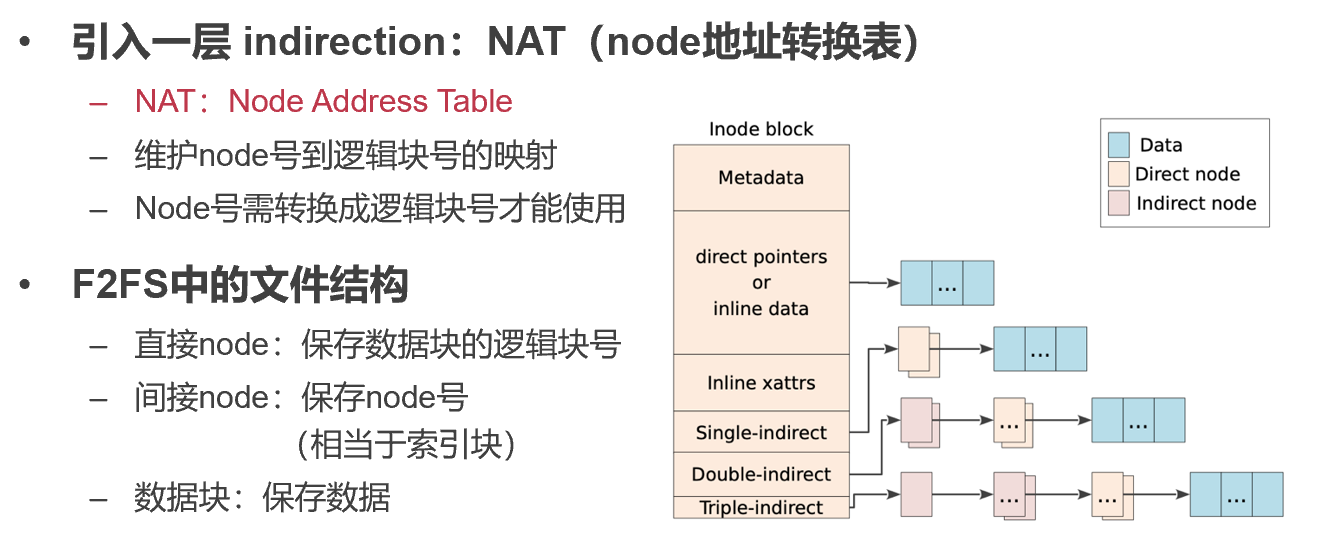 • 引入一层 indirection：NAT（node地址转换表）
– NAT：Node Address Table
– 维护node号到逻辑块号的映射
– Node号需转换成逻辑块号才能使用
• F2FS中的文件结构
– 直接node：保存数据块的逻辑块号
– 间接node：保存node号
（相当于索引块）
– 数据块：保存数据
Inode block
Metadata
direct pointers
or
inline data
Inline xattrs
Single-indirect
Double-indirect
Triple-indirect
...
...
...
...
...
...
...
Data
Direct node
Indirect node